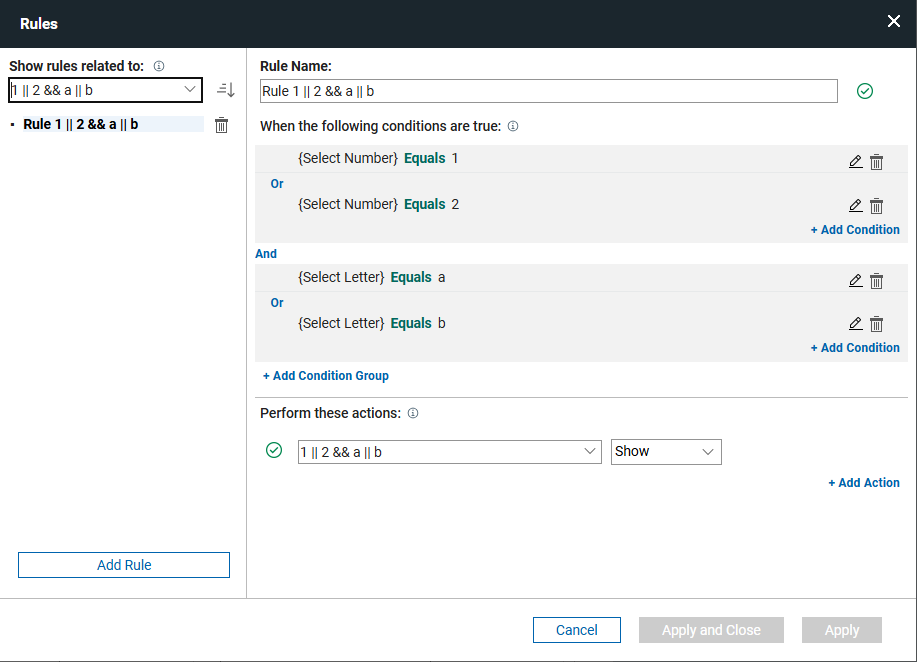 Rules
Show rules related to:
1 || 2 && a || b
Rule 1 || 2 && a || b
Add Rule
Rule Name:
Rule 1 || 2 && a || b
When the following conditions are true:
{Select Number} Equals 1
Or
{Select Number} Equals 2
+ Add Condition
And
{Select Letter} Equals a
Or
{Select Letter} Equals b
+ Add Condition
+ Add Condition Group
Perform these actions:
1 || 2 && a || b Show
+ Add Action
Cancel Apply and Close Apply